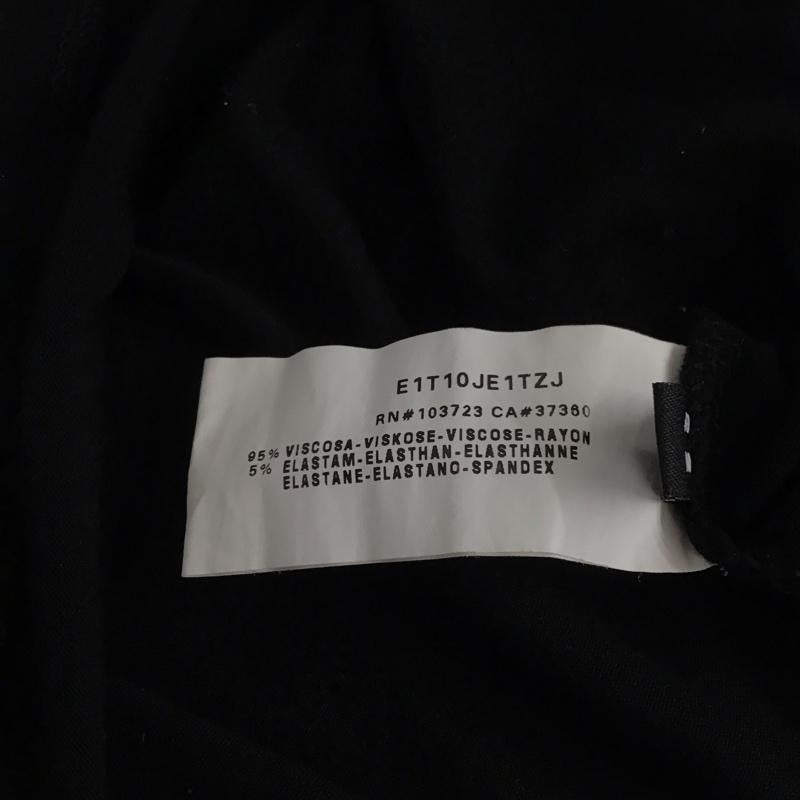 E1T10JE1TZJ
RN#103723 CA#37360
95% VISCOSA-VISKOSE-VISCOSE-RAYON
5% ELASTAM-ELASTHAN-ELASTHANNE
ELASTANE-ELASTANO-SPANDEX